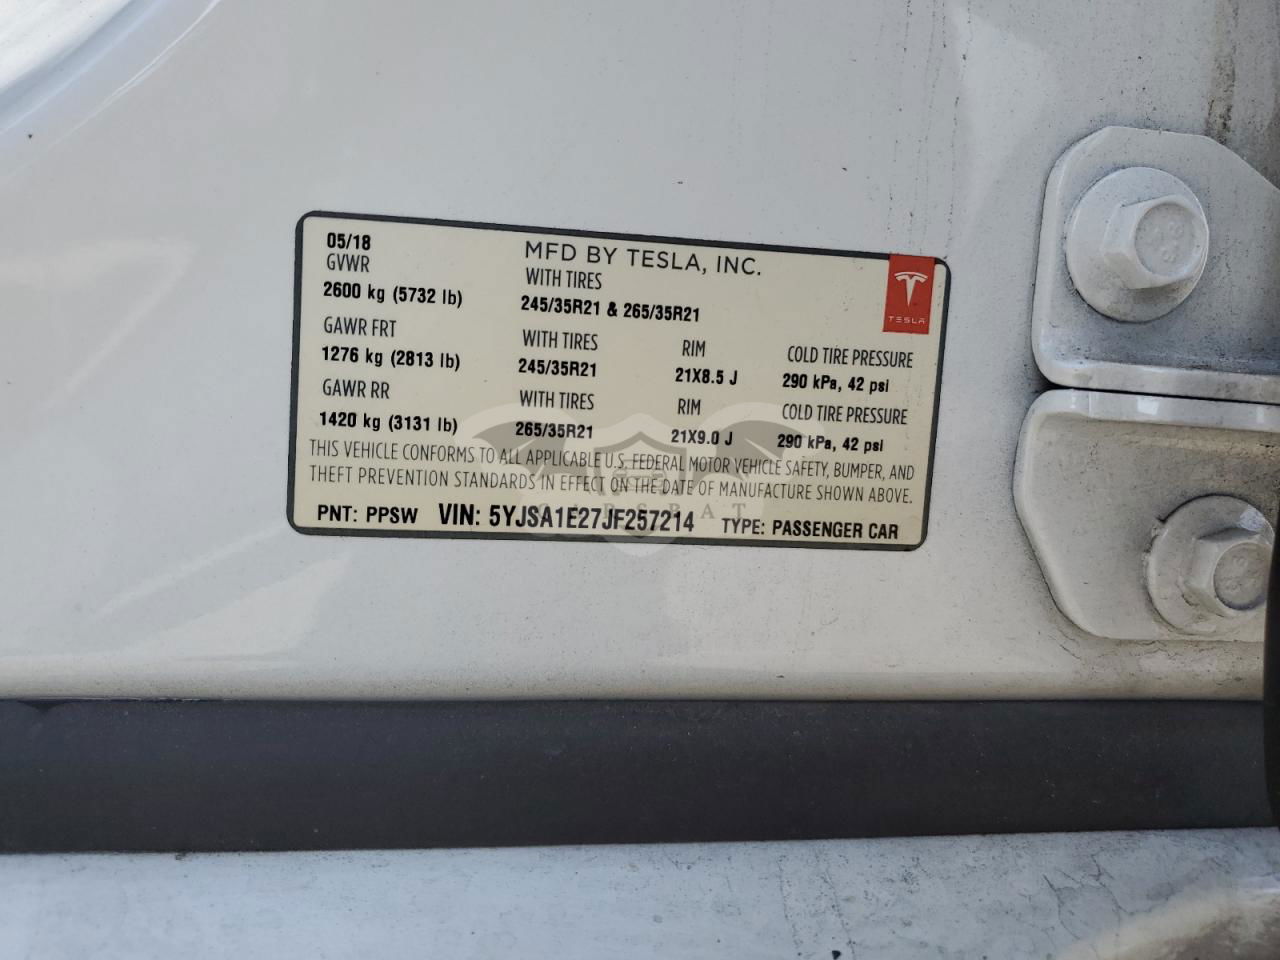 05/18 MFD BY TESLA, INC.
GVWR WITH TIRES
2600 kg (5732 lb) 245/35R21 & 265/35R21
TESLA
GAWR FRT WITH TIRES RIM COLD TIRE PRESSURE
1276 kg (2813 lb) 245/35R21 21X8.5 J 290 kPa, 42 psi
GAWR RR WITH TIRES RIM COLD TIRE PRESSURE
1420 kg (3131 lb) 265/35R21 21X9.0 J 290 kPa, 42 psi
THIS VEHICLE CONFORMS TO ALL APPLICABLE U.S. FEDERAL MOTOR VEHICLE SAFETY, BUMPER, AND
THEFT PREVENTION STANDARDS IN EFFECT ON THE DATE OF MANUFACTURE SHOWN ABOVE.
CARSBAT
PNT: PPSW VIN: 5YJSA1E27JF257214 TYPE: PASSENGER CAR